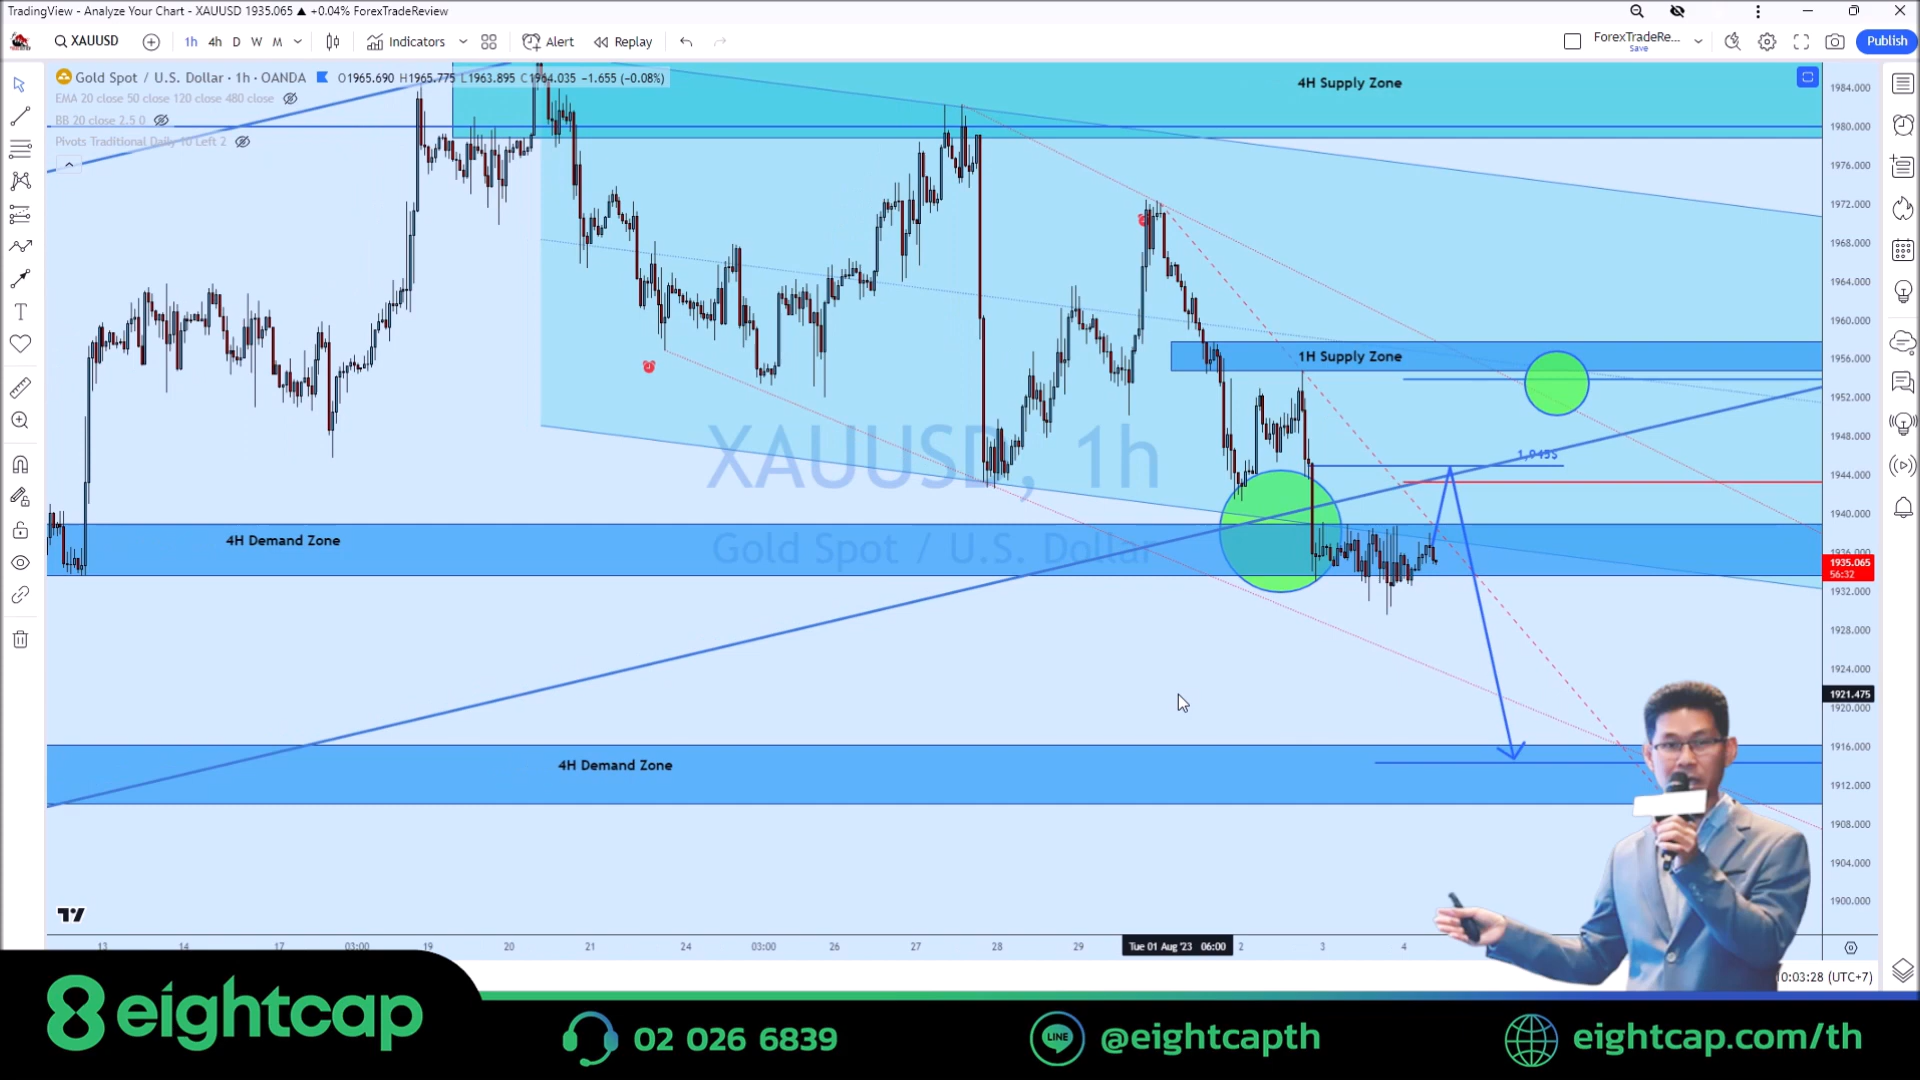 TradingView - Analyze Your Chart - XAUUSD 1935.065 ▲ +0.04% ForexTradeReview
XAUUSD 1h 4h D W M Indicators Alert Replay ForexTradeRe... Save Publish
Gold Spot / U.S. Dollar · 1h · OANDA O1965.690 H1965.775 L1963.895 C1964.035 −1.655 (−0.08%)
EMA 20 close 50 close 120 close 480 close
BB 20 close 2.5 0
Pivots Traditional Daily 10 Left 2
4H Supply Zone
1H Supply Zone
1,945$
XAUUSD, 1h
Gold Spot / U.S. Dollar
4H Demand Zone
4H Demand Zone
1984.000
1980.000
1976.000
1972.000
1968.000
1964.000
1960.000
1956.000
1952.000
1948.000
1944.000
1940.000
1936.000
1935.065
56:32
1932.000
1928.000
1924.000
1921.475
1920.000
1916.000
1912.000
1908.000
1904.000
1900.000
13 14 17 03:00 19 20 21 24 03:00 26 27 28 29 Tue 01 Aug '23 06:00 2 3 4
10:03:28 (UTC+7)
8 eightcap
02 026 6839
LINE @eightcapth
eightcap.com/th